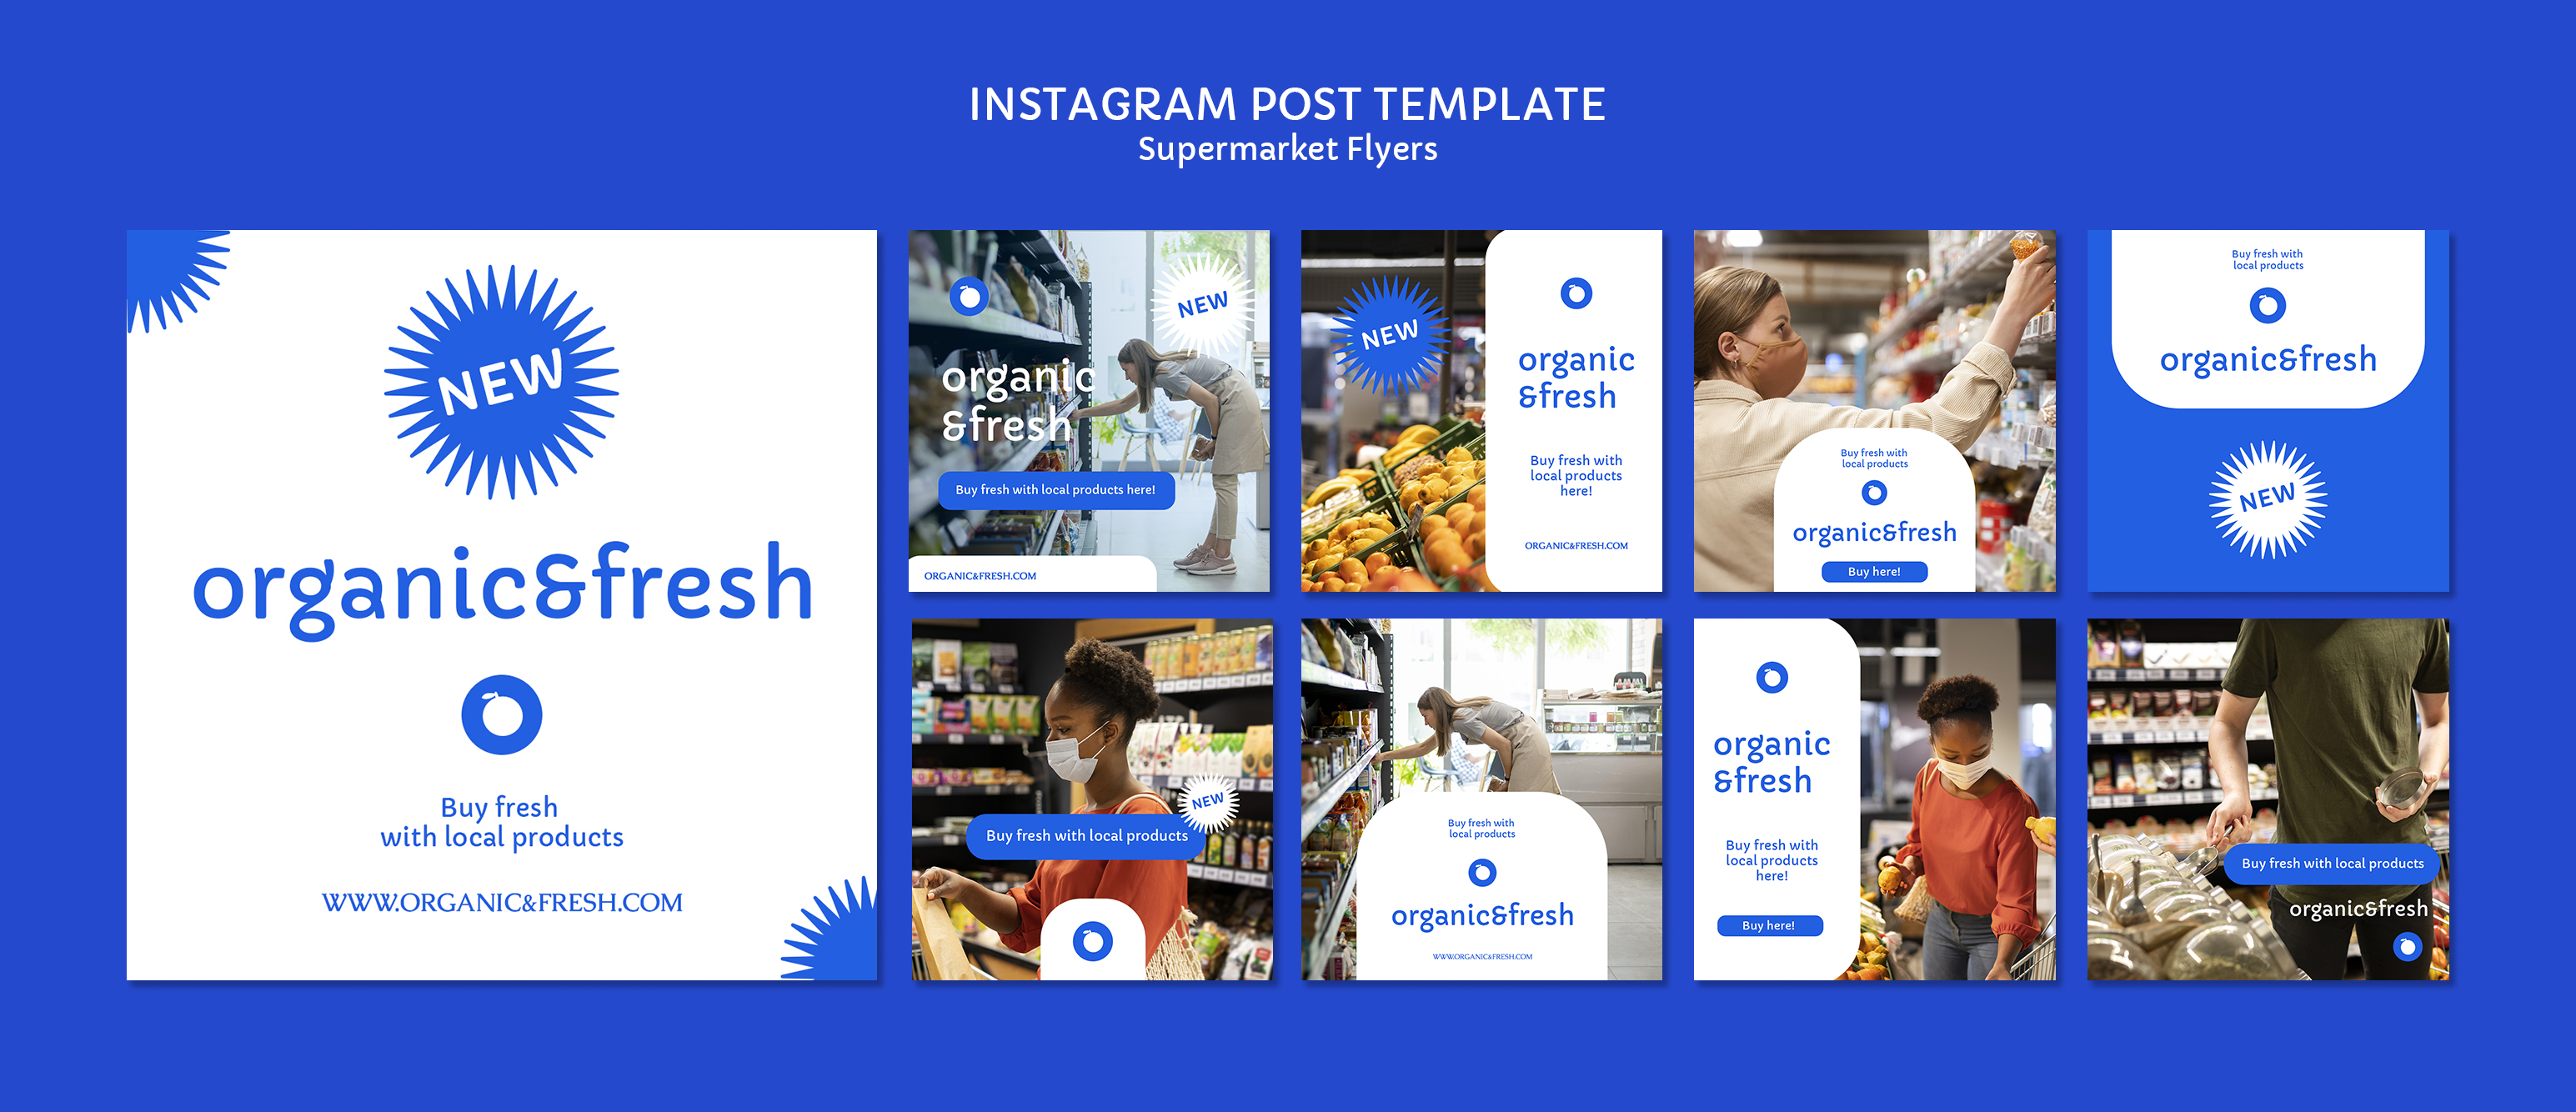 INSTAGRAM POST TEMPLATE
Supermarket Flyers
NEW
organic&fresh
Buy fresh
with local products
WWW.ORGANIC&FRESH.COM
NEW
organic
&fresh
Buy fresh with local products here!
ORGANIC&FRESH.COM
NEW
organic
&fresh
Buy fresh with
local products
here!
ORGANIC&FRESH.COM
Buy fresh with
local products
organic&fresh
Buy here!
Buy fresh with
local products
organic&fresh
NEW
NEW
Buy fresh with local products
Buy fresh with
local products
organic&fresh
WWW.ORGANIC&FRESH.COM
organic
&fresh
Buy fresh with
local products
here!
Buy here!
Buy fresh with local products
organic&fresh